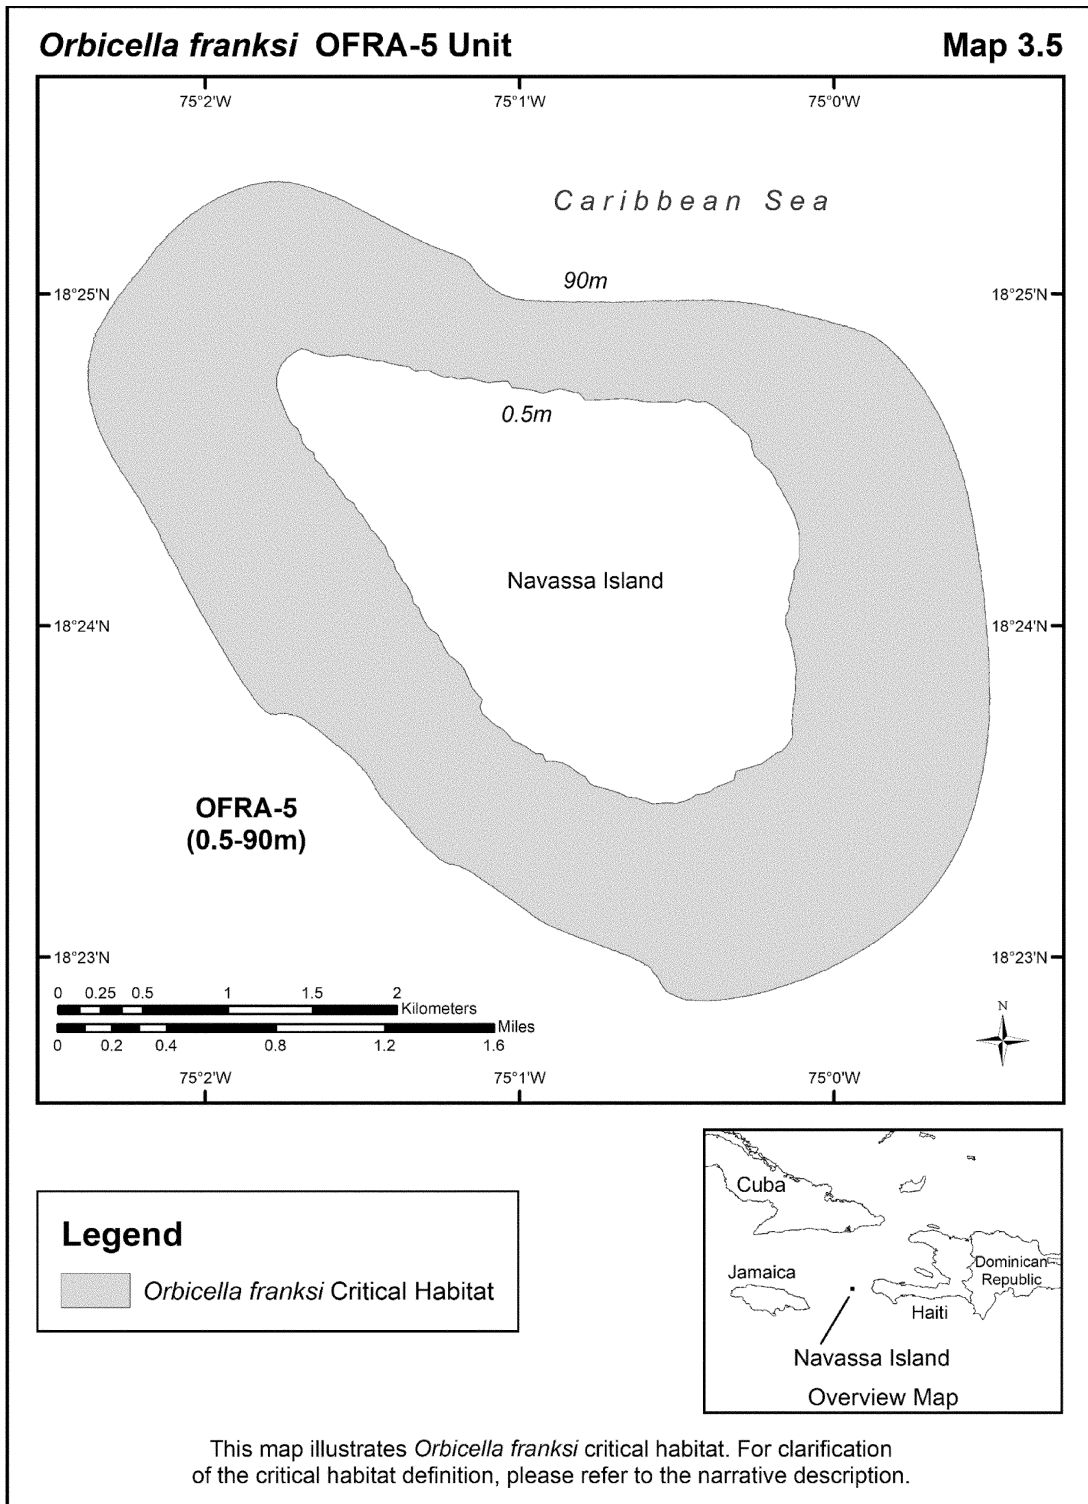 Orbicella franksi OFRA-5 Unit
Map 3.5
75°2'W
75°1'W
75°0'W
Caribbean Sea
90m
18°25'N
18°25'N
0.5m
Navassa Island
18°24'N
18°24'N
OFRA-5
(0.5-90m)
18°23'N
18°23'N
0 0.25 0.5 1 1.5 2
Kilometers
Miles
0 0.2 0.4 0.8 1.2 1.6
N
75°2'W
75°1'W
75°0'W
Legend
Orbicella franksi Critical Habitat
Cuba
Jamaica
Dominican
Republic
Haiti
Navassa Island
Overview Map
This map illustrates Orbicella franksi critical habitat. For clarification
of the critical habitat definition, please refer to the narrative description.